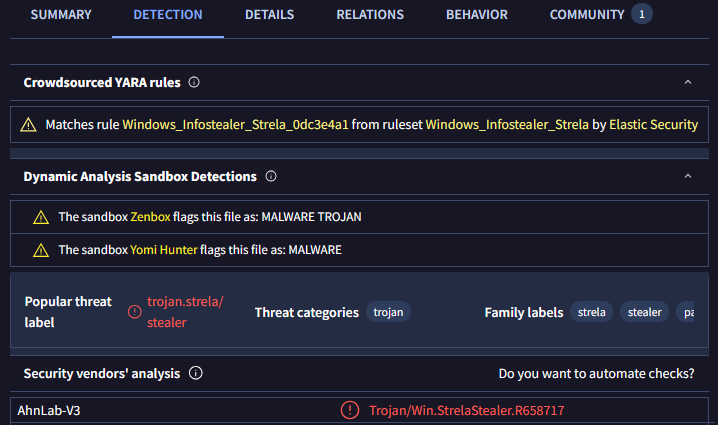 SUMMARY DETECTION DETAILS RELATIONS BEHAVIOR COMMUNITY 1
Crowdsourced YARA rules
Matches rule Windows_Infostealer_Strela_0dc3e4a1 from ruleset Windows_Infostealer_Strela by Elastic Security
Dynamic Analysis Sandbox Detections
The sandbox Zenbox flags this file as: MALWARE TROJAN
The sandbox Yomi Hunter flags this file as: MALWARE
Popular threat label trojan.strela/stealer Threat categories trojan Family labels strela stealer
Security vendors' analysis Do you want to automate checks?
AhnLab-V3 Trojan/Win.StrelaStealer.R658717